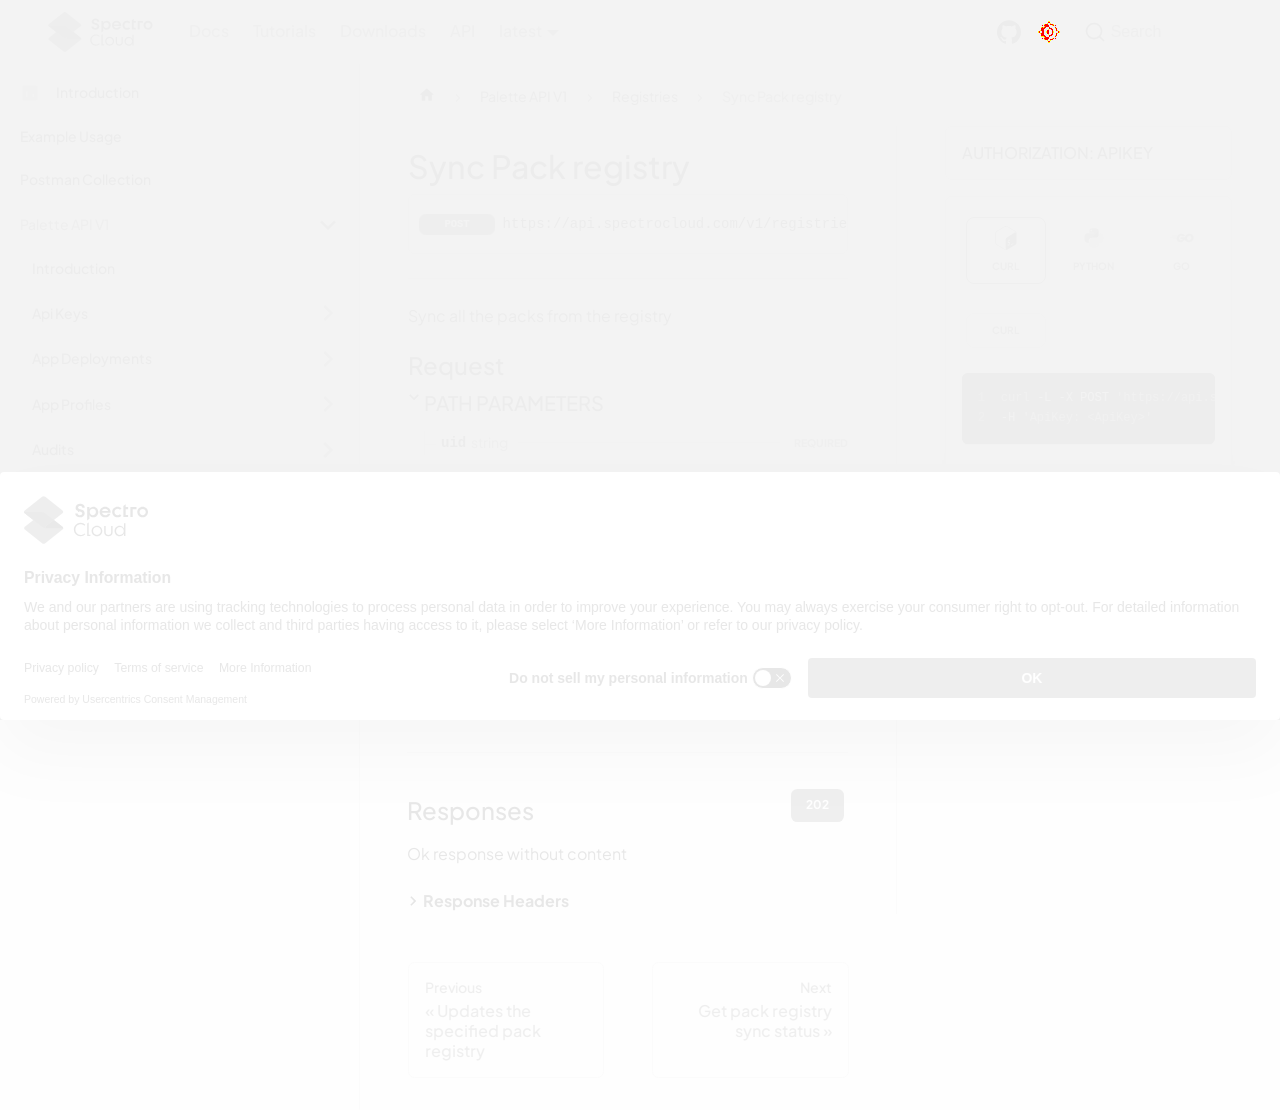 Spectro Cloud
Docs Tutorials Downloads API latest
Search
Introduction
Example Usage
Postman Collection
Palette API V1
Introduction
Api Keys
App Deployments
App Profiles
Audits
Palette API V1 Registries Sync Pack registry
Sync Pack registry
POST https://api.spectrocloud.com/v1/registrie
Sync all the packs from the registry
Request
PATH PARAMETERS
uid string REQUIRED
AUTHORIZATION: APIKEY
CURL PYTHON GO
CURL
Spectro Cloud
Privacy Information
We and our partners are using tracking technologies to process personal data in order to improve your experience. You may always exercise your consumer right to opt-out. For detailed information
about personal information we collect and third parties having access to it, please select ‘More Information’ or refer to our privacy policy.
Privacy policy Terms of service More Information
Powered by Usercentrics Consent Management
Do not sell my personal information
OK
Responses
202
Ok response without content
Response Headers
Previous
« Updates the
specified pack
registry
Next
Get pack registry
sync status »